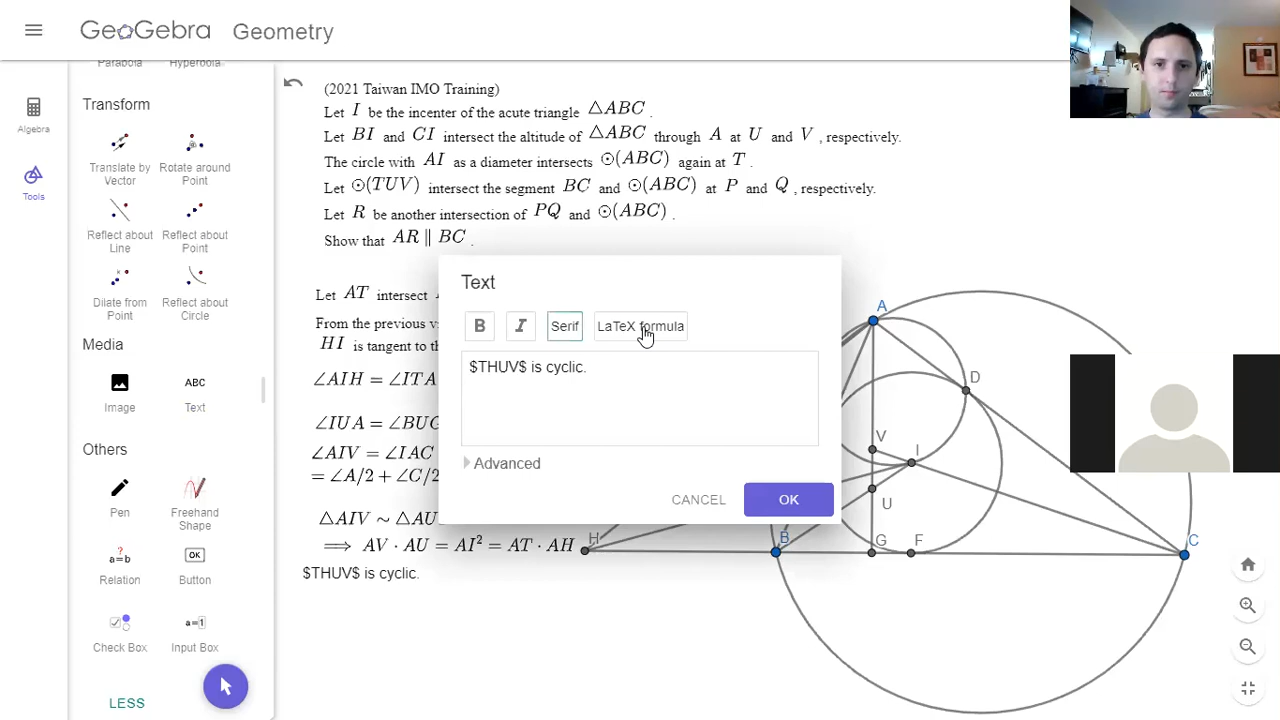 GeoGebra Geometry
Parabola Hyperbola
Transform
Translate by Vector
Rotate around Point
Reflect about Line
Reflect about Point
Dilate from Point
Reflect about Circle
Media
Image
ABC
Text
Others
Pen
Freehand Shape
a=b
Relation
OK
Button
Check Box
a=1
Input Box
LESS
Algebra
Tools
(2021 Taiwan IMO Training)
Let I be the incenter of the acute triangle △ABC .
Let BI and CI intersect the altitude of △ABC through A at U and V , respectively.
The circle with AI as a diameter intersects ⊙(ABC) again at T .
Let ⊙(TUV) intersect the segment BC and ⊙(ABC) at P and Q , respectively.
Let R be another intersection of PQ and ⊙(ABC) .
Show that AR ∥ BC .
Let AT intersect
From the previous
HI is tangent to the
∠AIH = ∠ITA
∠IUA = ∠BUG
∠AIV = ∠IAC
= ∠A/2 + ∠C/2
△AIV ∼ △AU
⟹ AV · AU = AI² = AT · AH
$THUV$ is cyclic.
Text
B I Serif LaTeX formula
$THUV$ is cyclic.
Advanced
CANCEL OK
A
D
V
I
U
H
B
G
F
C